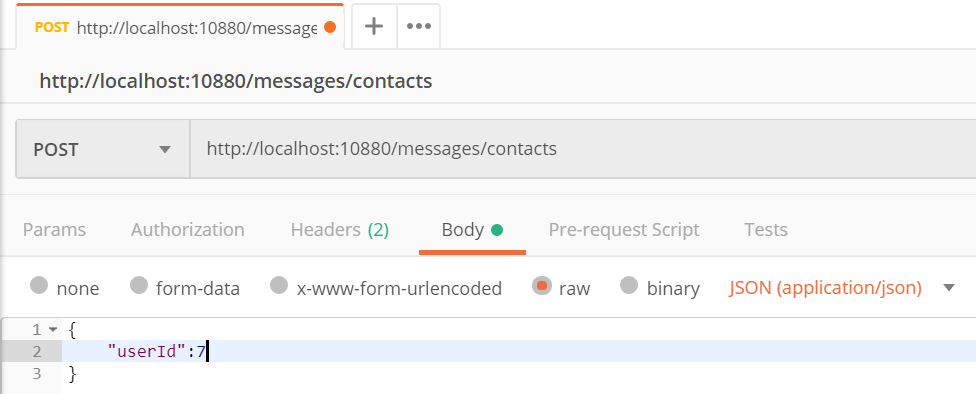 POST http://localhost:10880/message + •••
http://localhost:10880/messages/contacts
POST http://localhost:10880/messages/contacts
Params Authorization Headers (2) Body Pre-request Script Tests
none form-data x-www-form-urlencoded raw binary JSON (application/json)
1 {
2 "userId":7
3 }